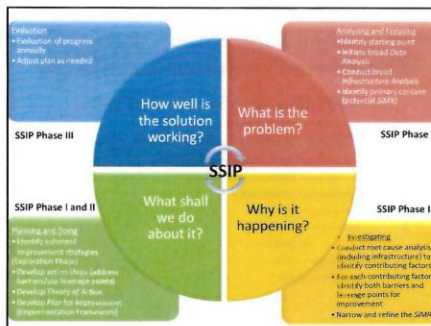 Evaluation
• Evaluation of progress
annually
• Adjust plan as needed
SSIP Phase III
How well is
the solution
working?
Analyzing and Focusing
• Identify starting point
• Initiate broad Data
Analysis
• Conduct broad
Infrastructure Analysis
• Identify primary concern
(potential SIMR)
SSIP Phase I
What is the
problem?
SSIP
SSIP Phase I and II
What shall
we do
about it?
Planning and Doing
• Identify coherent
improvement strategies
(Exploration Phase)
• Develop action steps (address
barriers/use leverage assets)
• Develop Theory of Action
• Develop Plan for Improvement
(Implementation Framework)
Why is it
happening?
SSIP Phase I
• Investigating
• Conduct root cause analysis
(including infrastructure) to
identify contributing factors
• For each contributing factor,
identify both barriers and
leverage points for
improvement
• Narrow and refine the SIMR